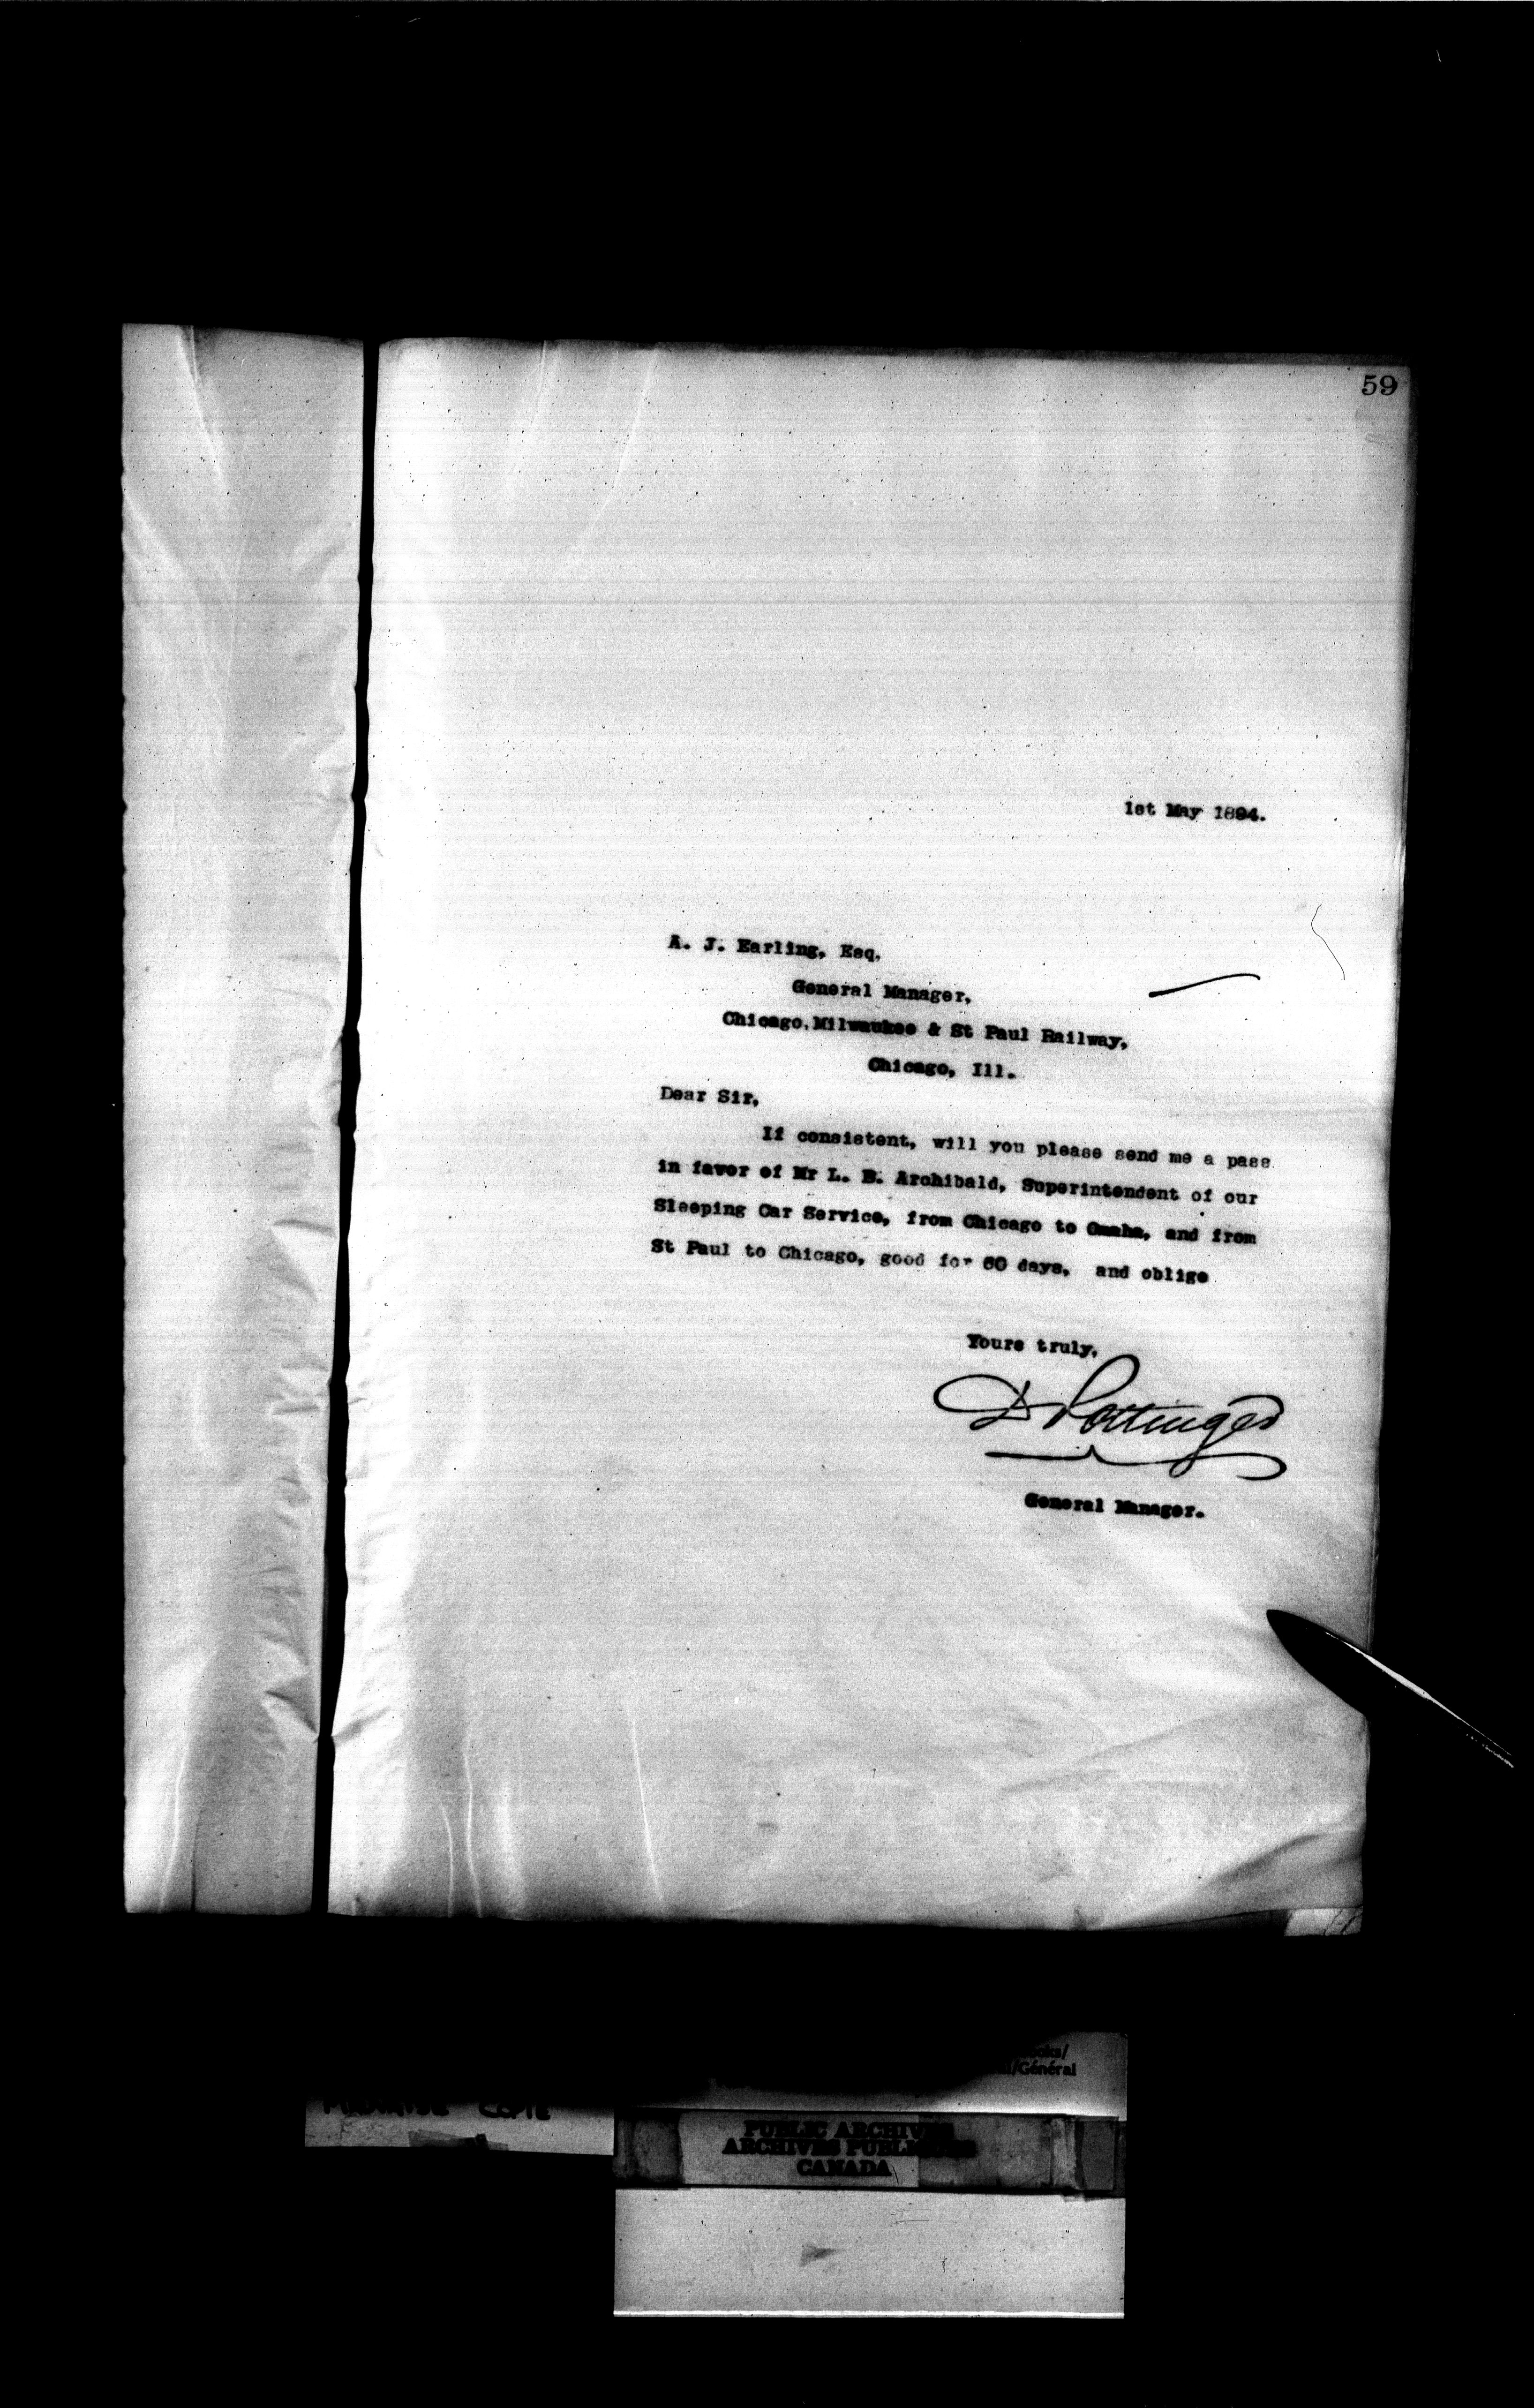 59
1st May 1894.
A. J. Earling, Esq.
General Manager,
Chicago, Milwaukee & St Paul Railway,
Chicago, Ill.
Dear Sir,
If consistent, will you please send me a pass
in favor of Mr L. B. Archibald, Superintendent of our
Sleeping Car Service, from Chicago to Omaha, and from
St Paul to Chicago, good for 60 days, and oblige
Yours truly,
D Pottinger
General Manager.
/Général
COPIE
PUBLIC ARCHIVES
ARCHIVES PUBLIQUES
CANADA